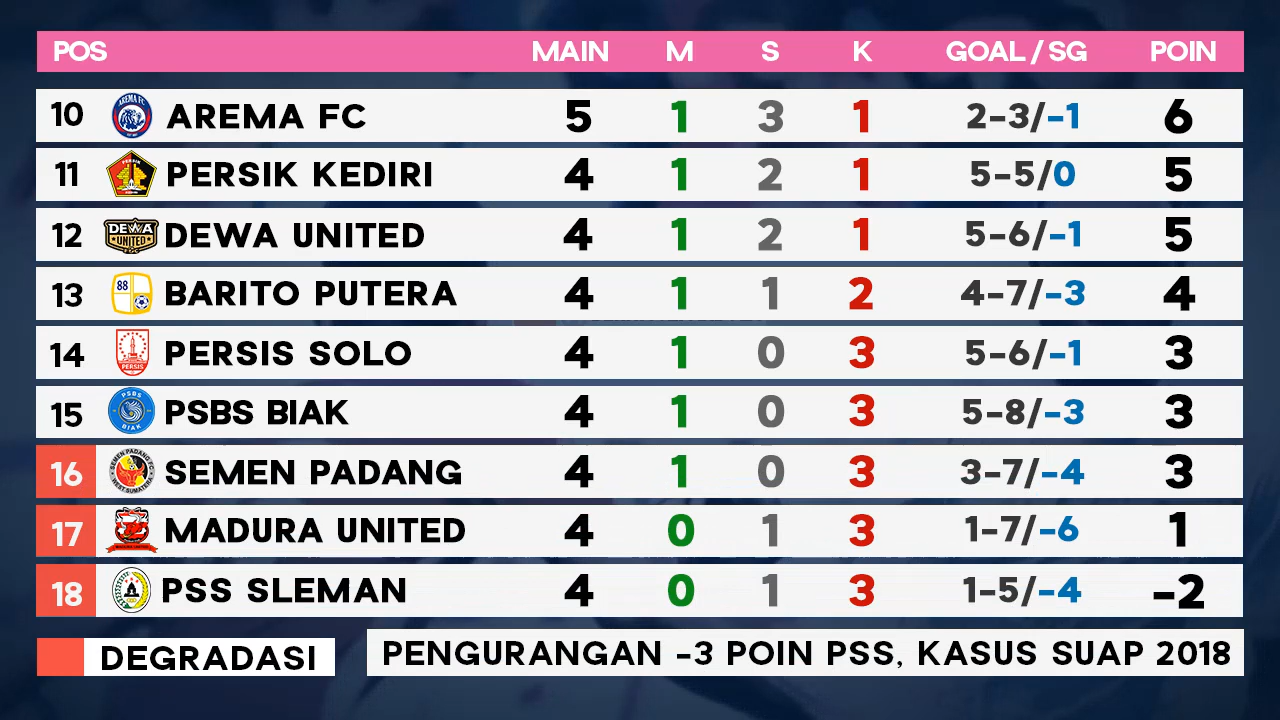 POS MAIN M S K GOAL / SG POIN
10 AREMA FC 5 1 3 1 2-3/-1 6
11 PERSIK KEDIRI 4 1 2 1 5-5/0 5
12 DEWA UNITED 4 1 2 1 5-6/-1 5
13 BARITO PUTERA 4 1 1 2 4-7/-3 4
14 PERSIS SOLO 4 1 0 3 5-6/-1 3
15 PSBS BIAK 4 1 0 3 5-8/-3 3
16 SEMEN PADANG 4 1 0 3 3-7/-4 3
17 MADURA UNITED 4 0 1 3 1-7/-6 1
18 PSS SLEMAN 4 0 1 3 1-5/-4 -2
DEGRADASI
PENGURANGAN -3 POIN PSS, KASUS SUAP 2018